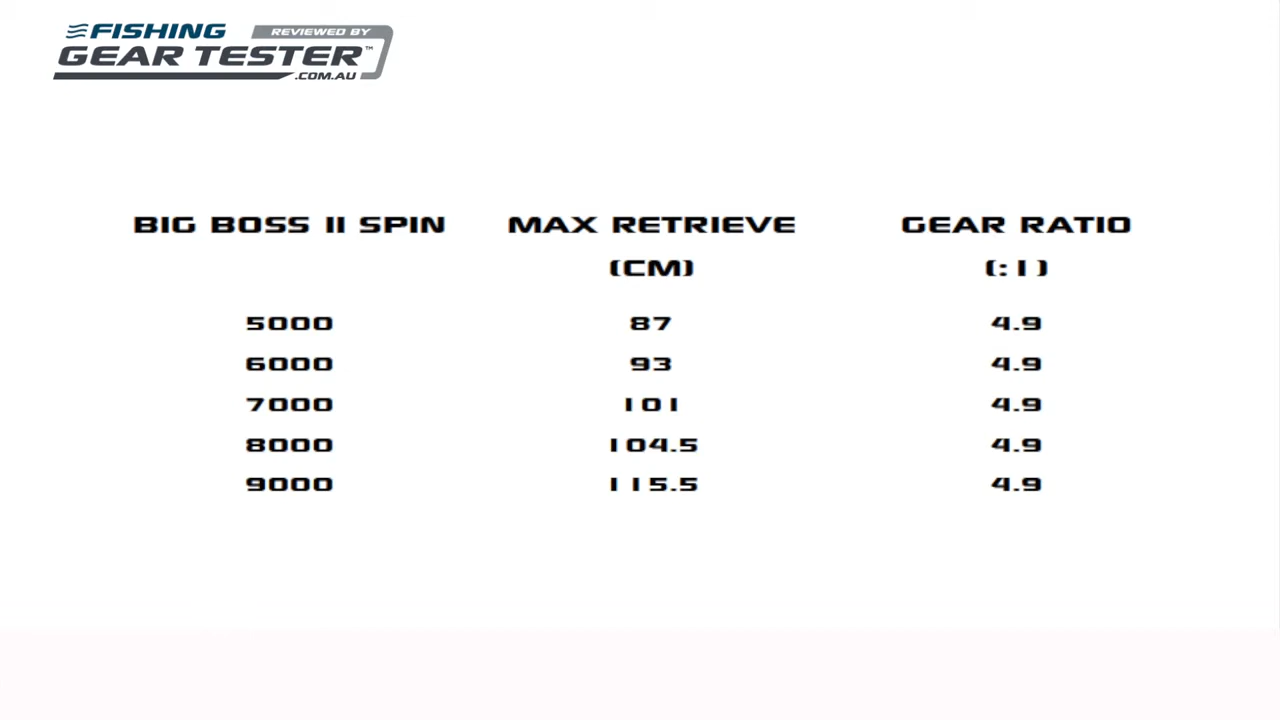 FISHING REVIEWED BY
GEAR TESTER™
.COM.AU
BIG BOSS II SPIN MAX RETRIEVE GEAR RATIO
(CM) (:1)
5000 87 4.9
6000 93 4.9
7000 101 4.9
8000 104.5 4.9
9000 115.5 4.9